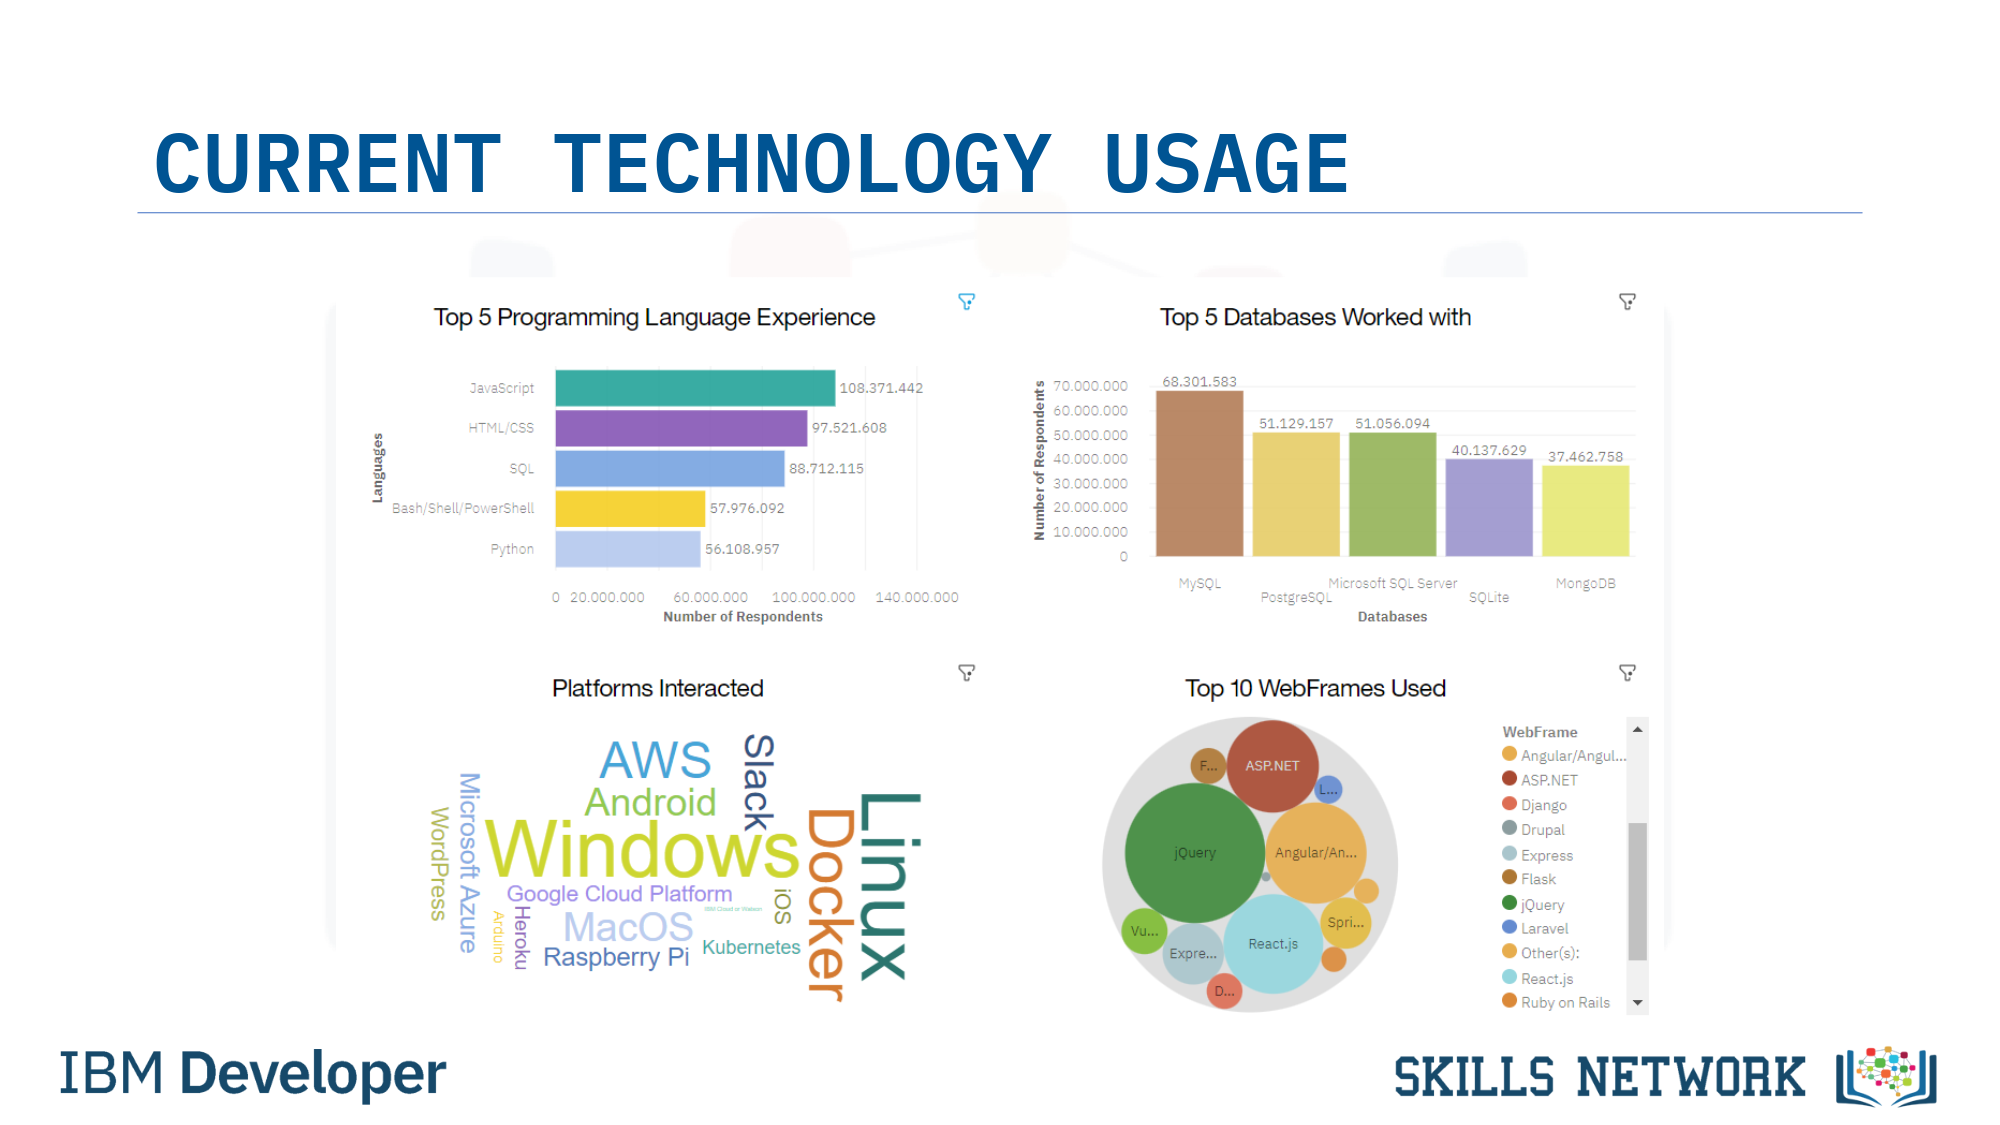 CURRENT TECHNOLOGY USAGE
Top 5 Programming Language Experience
Languages
JavaScript
108.371.442
HTML/CSS
97.521.608
SQL
88.712.115
Bash/Shell/PowerShell
57.976.092
Python
56.108.957
0 20.000.000 60.000.000 100.000.000 140.000.000
Number of Respondents
Top 5 Databases Worked with
Number of Respondents
70.000.000
60.000.000
50.000.000
40.000.000
30.000.000
20.000.000
10.000.000
0
68.301.583
51.129.157
51.056.094
40.137.629
37.462.758
MySQL
PostgreSQL
Microsoft SQL Server
SQLite
MongoDB
Databases
Platforms Interacted
AWS
Slack
Android
Windows
Microsoft Azure
WordPress
Docker
Linux
Google Cloud Platform
iOS
IBM Cloud or Watson
Arduino
Heroku
MacOS
Kubernetes
Raspberry Pi
Top 10 WebFrames Used
F...
ASP.NET
L...
jQuery
Angular/An...
Spri...
Vu...
React.js
Expre...
D...
WebFrame
Angular/Angul...
ASP.NET
Django
Drupal
Express
Flask
jQuery
Laravel
Other(s):
React.js
Ruby on Rails
IBM Developer
SKILLS NETWORK